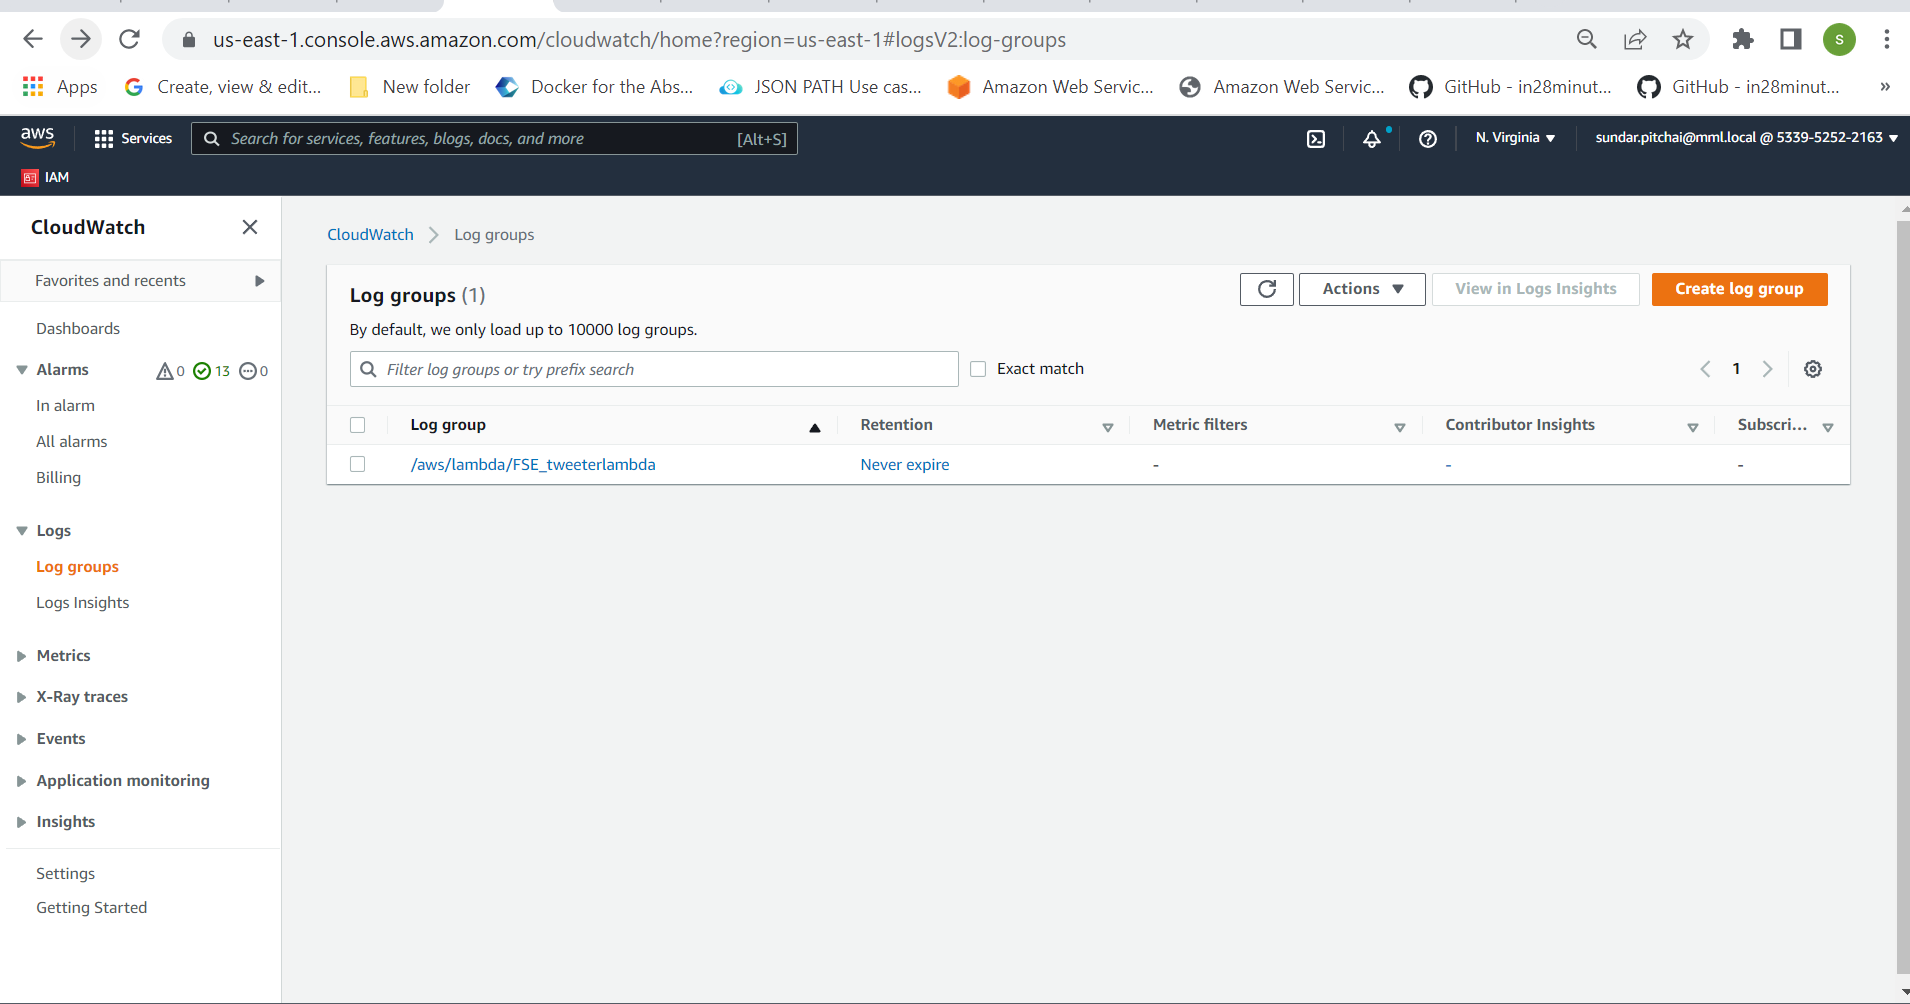 us-east-1.console.aws.amazon.com/cloudwatch/home?region=us-east-1#logsV2:log-groups
Apps Create, view & edit... New folder Docker for the Abs... JSON PATH Use cas... Amazon Web Servic... Amazon Web Servic... GitHub - in28minut... GitHub - in28minut... »
aws Services Search for services, features, blogs, docs, and more [Alt+S] N. Virginia sundar.pitchai@mml.local @ 5339-5252-2163
S
IAM
CloudWatch
Favorites and recents
Dashboards
Alarms 0 13 0
In alarm
All alarms
Billing
Logs
Log groups
Logs Insights
Metrics
X-Ray traces
Events
Application monitoring
Insights
Settings
Getting Started
CloudWatch Log groups
Log groups (1)
By default, we only load up to 10000 log groups.
Actions View in Logs Insights Create log group
Filter log groups or try prefix search Exact match 1
Log group Retention Metric filters Contributor Insights Subscri...
/aws/lambda/FSE_tweeterlambda Never expire - - -